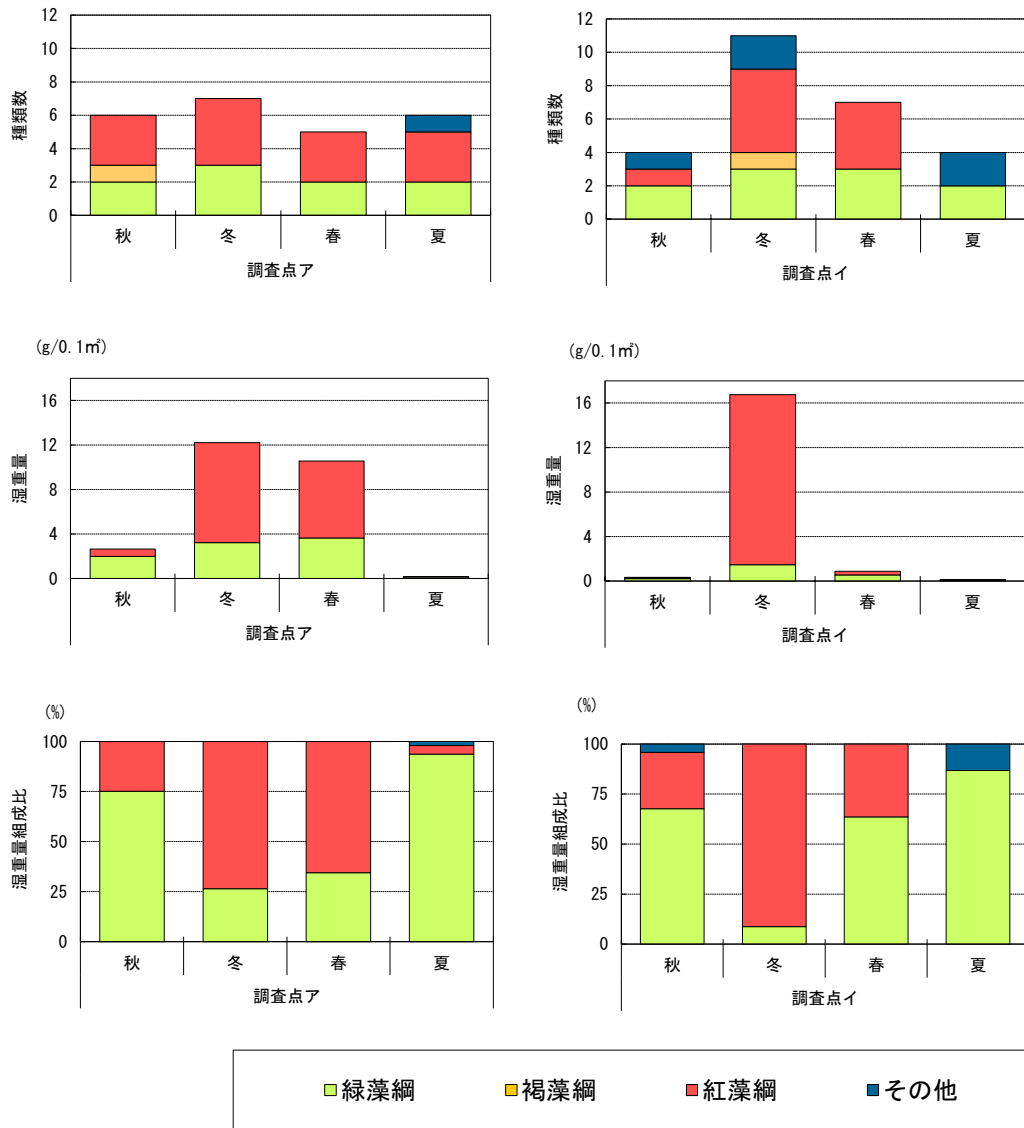 12
10
8
6
4
2
0
種類数
秋 冬 春 夏
調査点ア
12
10
8
6
4
2
0
種類数
秋 冬 春 夏
調査点イ
(g/0.1㎡)
16
12
8
4
0
湿重量
秋 冬 春 夏
調査点ア
(g/0.1㎡)
16
12
8
4
0
湿重量
秋 冬 春 夏
調査点イ
(%)
100
75
50
25
0
湿重量組成比
秋 冬 春 夏
調査点ア
(%)
100
75
50
25
0
湿重量組成比
秋 冬 春 夏
調査点イ
緑藻綱 褐藻綱 紅藻綱 その他